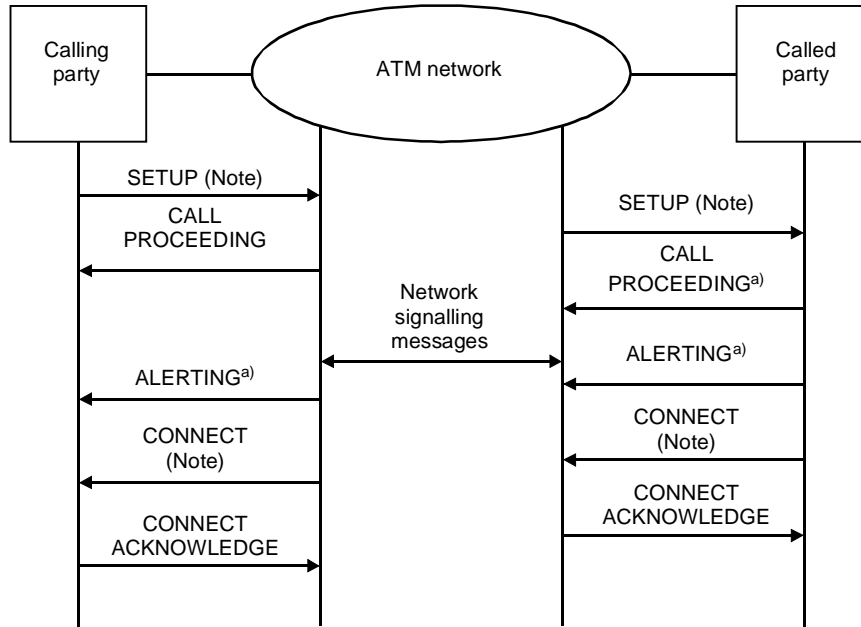 Calling
party
ATM network
Called
party
SETUP (Note)
CALL
PROCEEDING
SETUP (Note)
CALL
PROCEEDINGa)
Network
signalling
messages
ALERTINGa)
ALERTINGa)
CONNECT
(Note)
CONNECT
(Note)
CONNECT
ACKNOWLEDGE
CONNECT
ACKNOWLEDGE